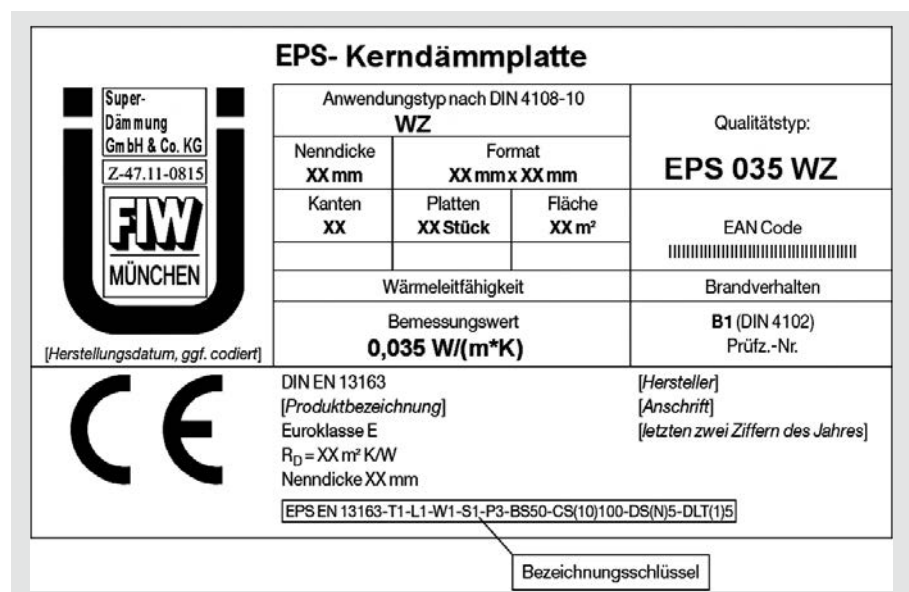 EPS- Kerndämmplatte
Super-
Dämmung
GmbH & Co. KG
Z-47.11-0815
FIW
MÜNCHEN
[Herstellungsdatum, ggf. codiert]
Anwendungstyp nach DIN 4108-10
WZ
Nenndicke
XX mm
Format
XX mm x XX mm
Kanten
XX
Platten
XX Stück
Fläche
XX m²
Wärmeleitfähigkeit
Bemessungswert
0,035 W/(m*K)
Qualitätstyp:
EPS 035 WZ
EAN Code
Brandverhalten
B1 (DIN 4102)
Prüfz.-Nr.
CE
DIN EN 13163
[Produktbezeichnung]
Euroklasse E
R_D = XX m² K/W
Nenndicke XX mm
EPS EN 13163-T1-L1-W1-S1-P3-BS50-CS(10)100-DS(N)5-DLT(1)5
[Hersteller]
[Anschrift]
[letzten zwei Ziffern des Jahres]
Bezeichnungsschlüssel